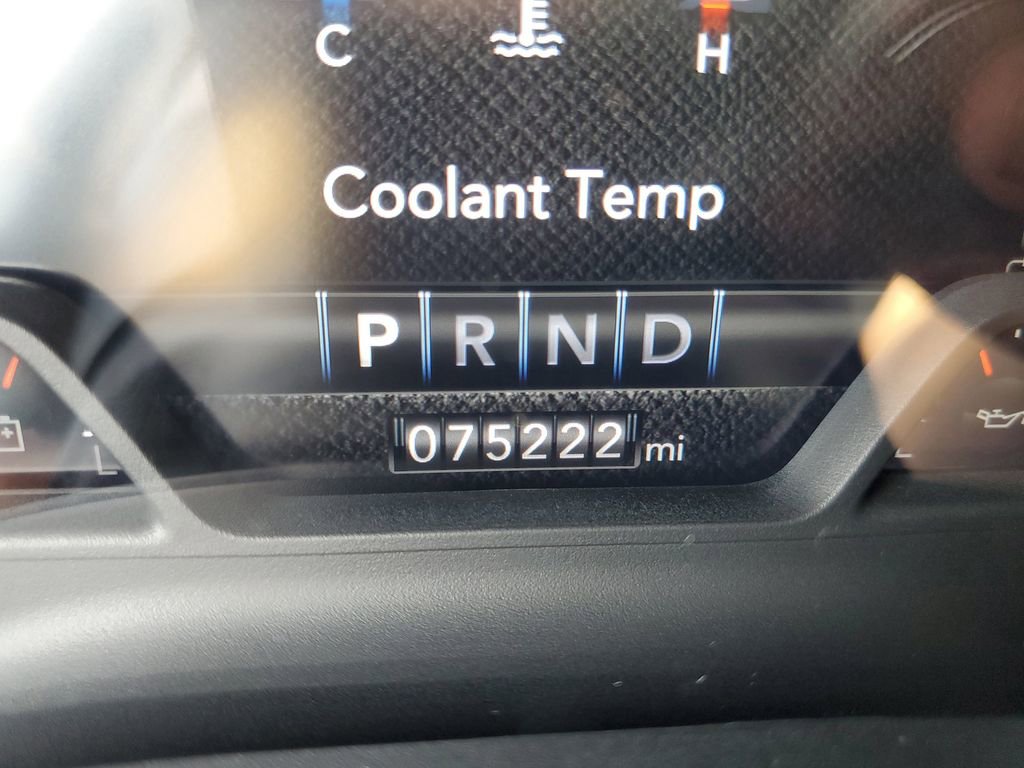 C H
Coolant Temp
P R N D
075222 mi